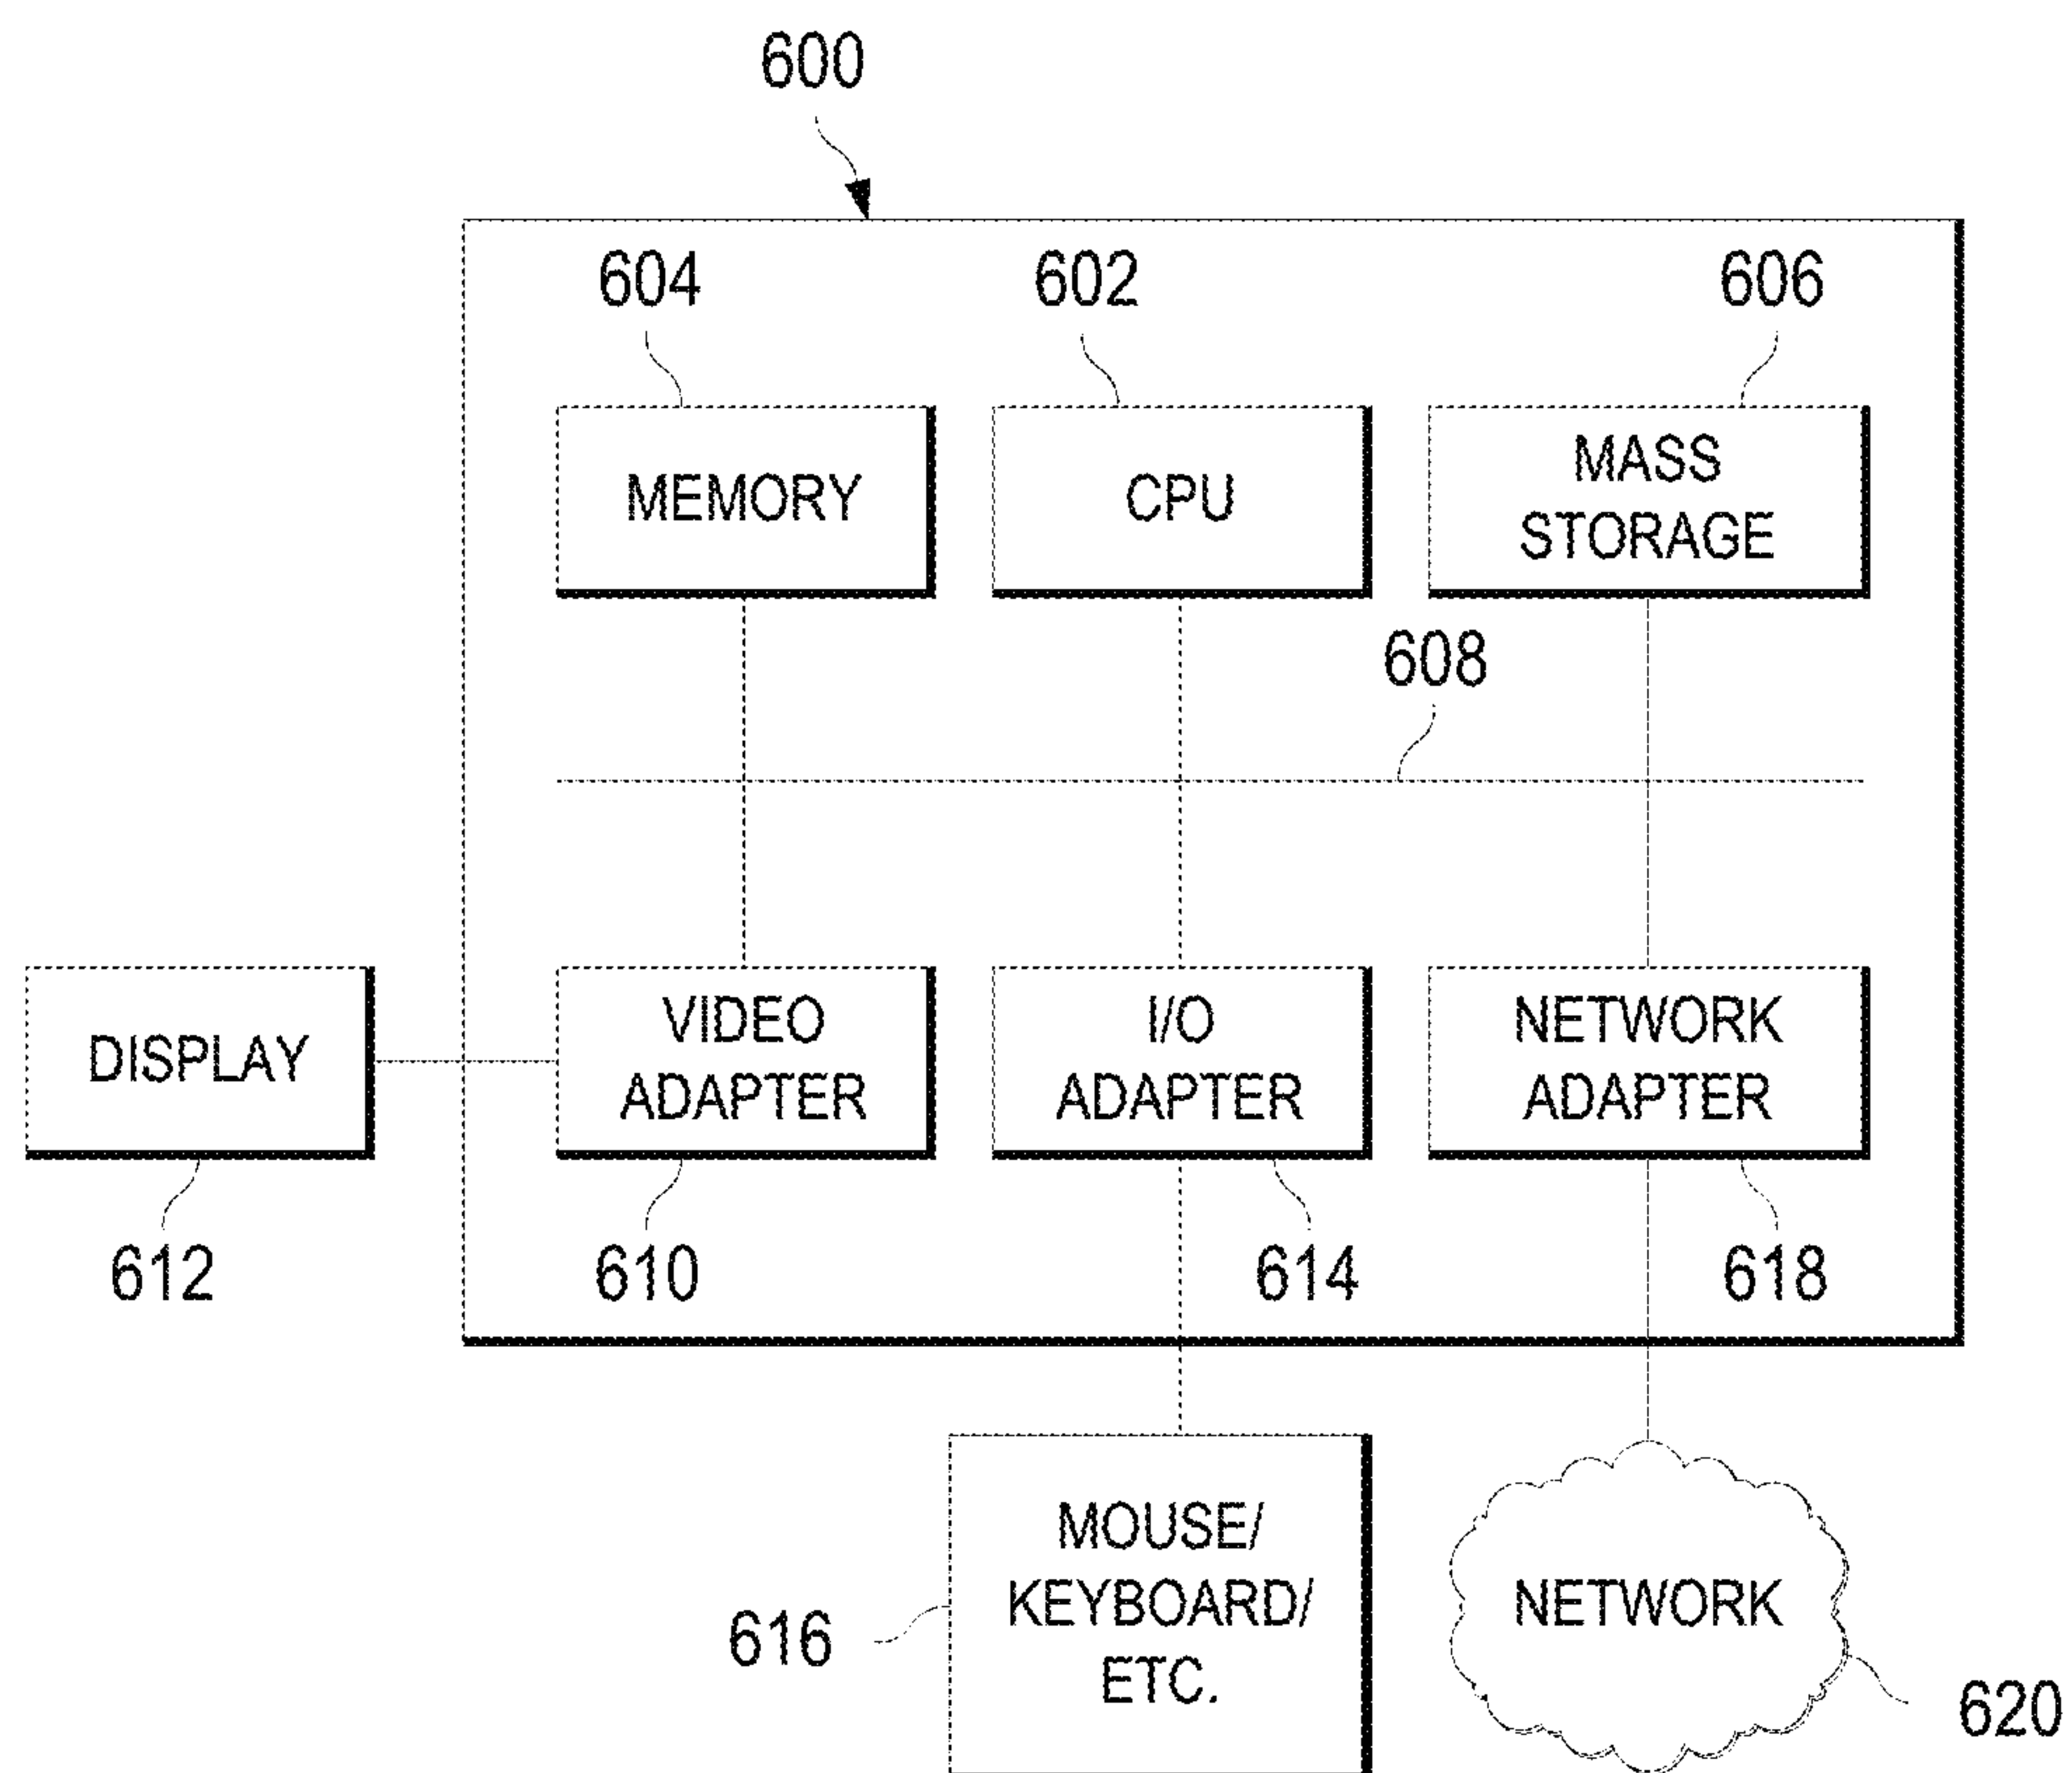 600
604
602
606
MEMORY
CPU
MASS
STORAGE
608
DISPLAY
VIDEO
ADAPTER
I/O
ADAPTER
NETWORK
ADAPTER
612
610
614
618
MOUSE/
KEYBOARD/
ETC.
616
NETWORK
620